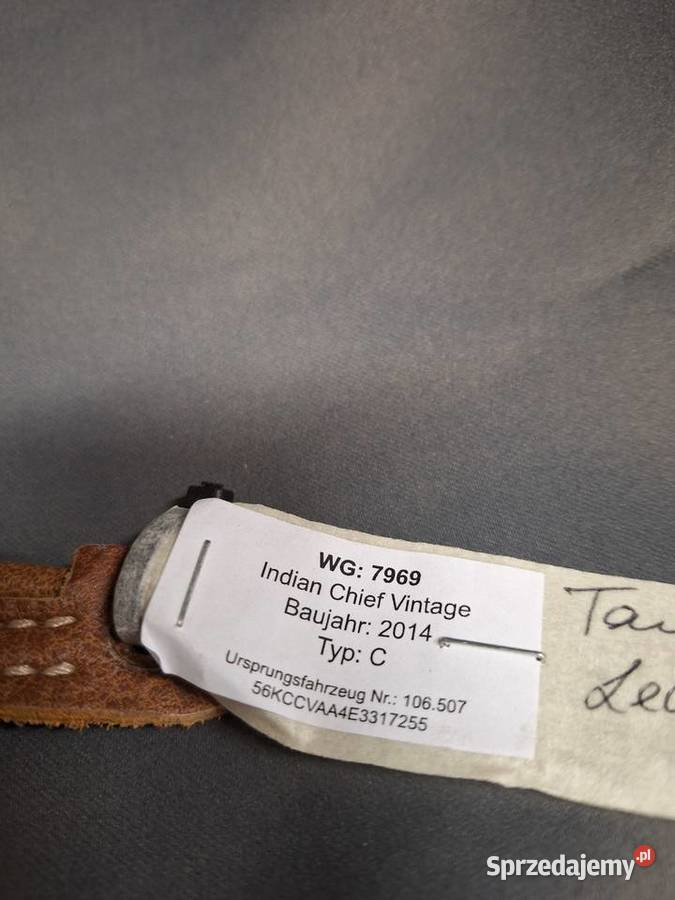 WG: 7969
Indian Chief Vintage
Baujahr: 2014
Typ: C
Ursprungsfahrzeug Nr.: 106.507
56KCCVAA4E3317255
Sprzedajemy.pl